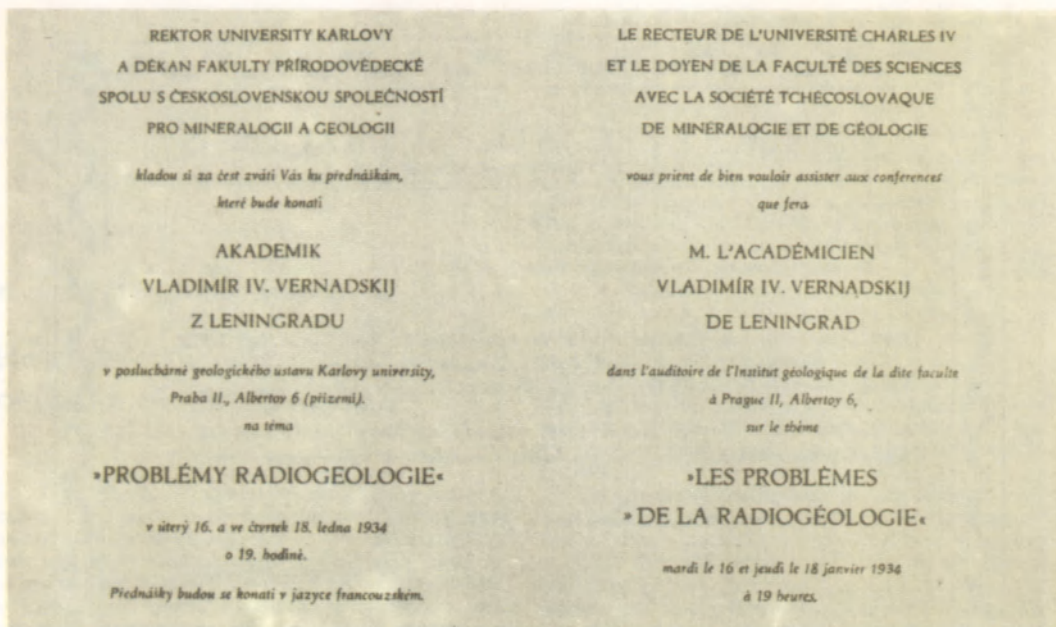 REKTOR UNIVERSITY KARLOVY
A DĚKAN FAKULTY PŘÍRODOVĚDECKÉ
SPOLU S ČESKOSLOVENSKOU SPOLEČNOSTÍ
PRO MINERALOGII A GEOLOGII
kladou si za čest zváti Vás ku přednáškám,
které bude konati
AKADEMIK
VLADIMÍR IV. VERNADSKIJ
Z LENINGRADU
v posluchárně geologického ustavu Karlovy university,
Praha II., Albertov 6 (přízemí).
na téma
»PROBLÉMY RADIOGEOLOGIE«
v úterý 16. a ve čtvrtek 18. ledna 1934
o 19. hodině.
Přednášky budou se konati v jazyce francouzském.
LE RECTEUR DE L'UNIVERSITÉ CHARLES IV
ET LE DOYEN DE LA FACULTÉ DES SCIENCES
AVEC LA SOCIÉTÉ TCHÉCOSLOVAQUE
DE MINÉRALOGIE ET DE GÉOLOGIE
vous prient de bien vouloir assister aux conferences
que fera
M. L'ACADÉMICIEN
VLADIMÍR IV. VERNADSKIJ
DE LENINGRAD
dans l'auditoire de l'Institut géologique de la dite faculte
à Prague II, Albertov 6,
sur le thème
»LES PROBLÈMES
»DE LA RADIOGÉOLOGIE«
mardi le 16 et jeudi le 18 janvier 1934
à 19 heures.